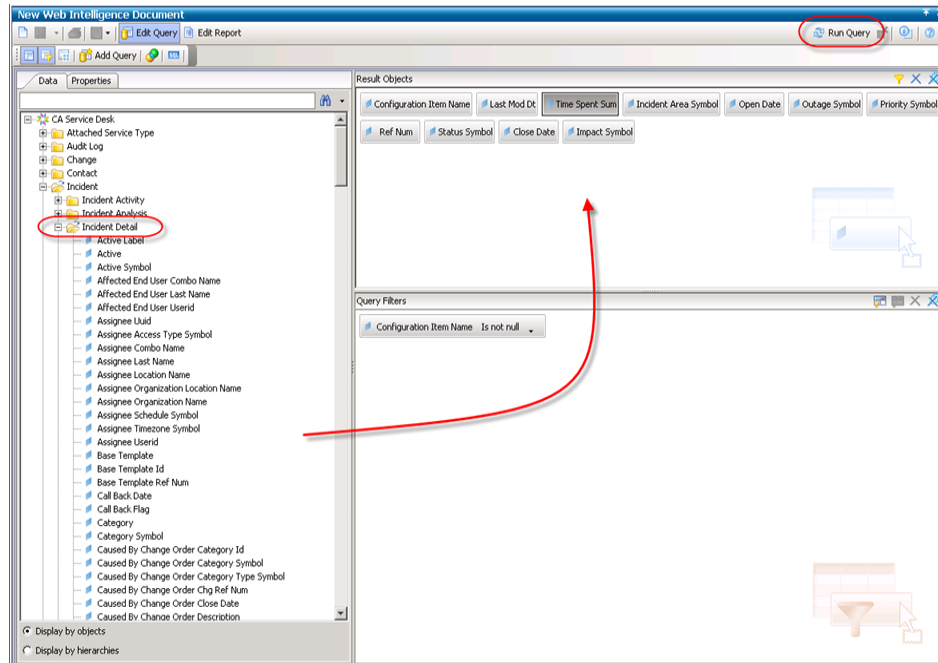 New Web Intelligence Document
Edit Query Edit Report Run Query
Add Query SQL
Data Properties
CA Service Desk
Attached Service Type
Audit Log
Change
Contact
Incident
Incident Activity
Incident Analysis
Incident Detail
Active Label
Active
Active Symbol
Affected End User Combo Name
Affected End User Last Name
Affected End User Userid
Assignee Uuid
Assignee Access Type Symbol
Assignee Combo Name
Assignee Last Name
Assignee Location Name
Assignee Organization Location Name
Assignee Organization Name
Assignee Schedule Symbol
Assignee Timezone Symbol
Assignee Userid
Base Template
Base Template Id
Base Template Ref Num
Call Back Date
Call Back Flag
Category
Category Symbol
Caused By Change Order Category Id
Caused By Change Order Category Symbol
Caused By Change Order Category Type Symbol
Caused By Change Order Chg Ref Num
Caused By Change Order Close Date
Caused By Change Order Description
Display by objects
Display by hierarchies
Result Objects
Configuration Item Name Last Mod Dt Time Spent Sum Incident Area Symbol Open Date Outage Symbol Priority Symbol
Ref Num Status Symbol Close Date Impact Symbol
Query Filters
Configuration Item Name Is not null